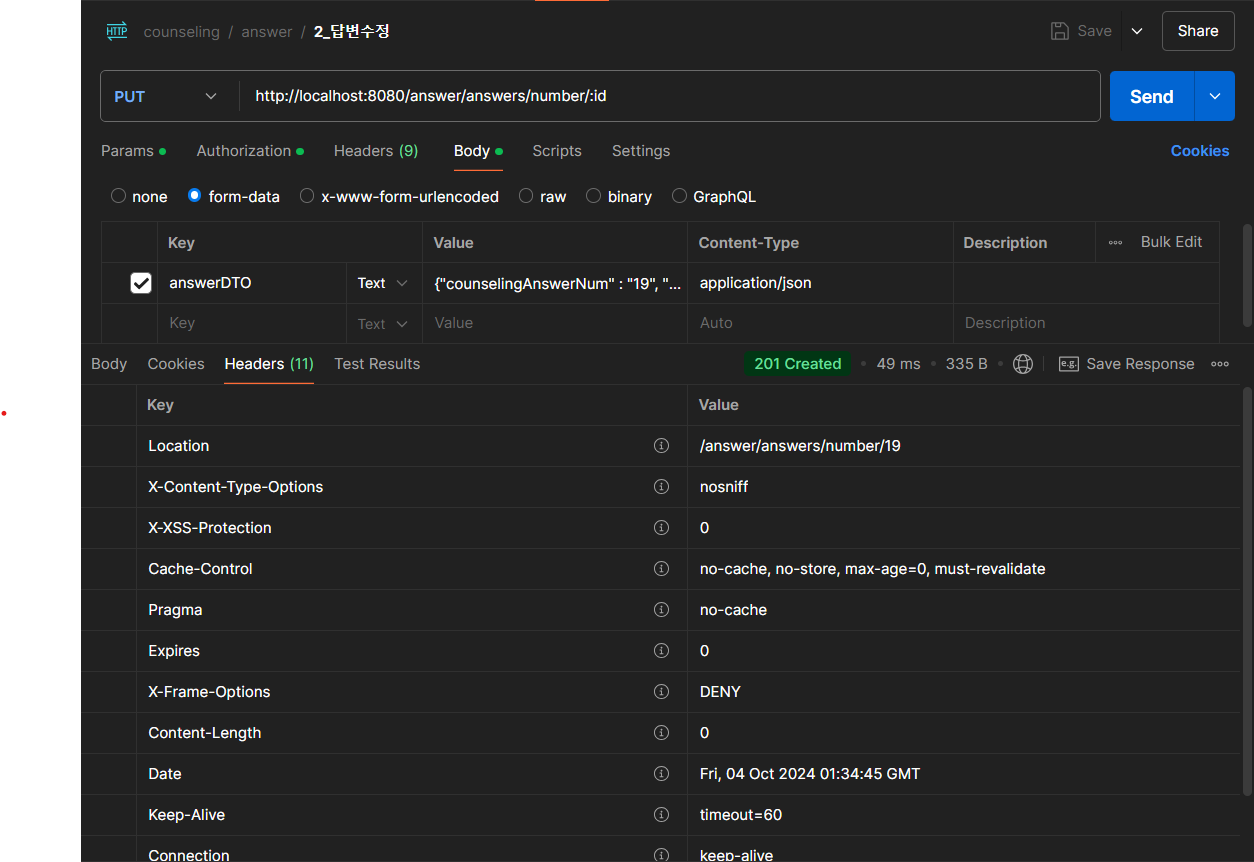 HTTP counseling / answer / 2_답변수정 Save Share
PUT http://localhost:8080/answer/answers/number/:id Send
Params Authorization Headers (9) Body Scripts Settings Cookies
none form-data x-www-form-urlencoded raw binary GraphQL
Key Value Content-Type Description Bulk Edit
answerDTO Text {"counselingAnswerNum" : "19", "... application/json
Key Text Value Auto Description
Body Cookies Headers (11) Test Results 201 Created 49 ms 335 B e.g. Save Response
Key Value
Location /answer/answers/number/19
X-Content-Type-Options nosniff
X-XSS-Protection 0
Cache-Control no-cache, no-store, max-age=0, must-revalidate
Pragma no-cache
Expires 0
X-Frame-Options DENY
Content-Length 0
Date Fri, 04 Oct 2024 01:34:45 GMT
Keep-Alive timeout=60
Connection keep-alive